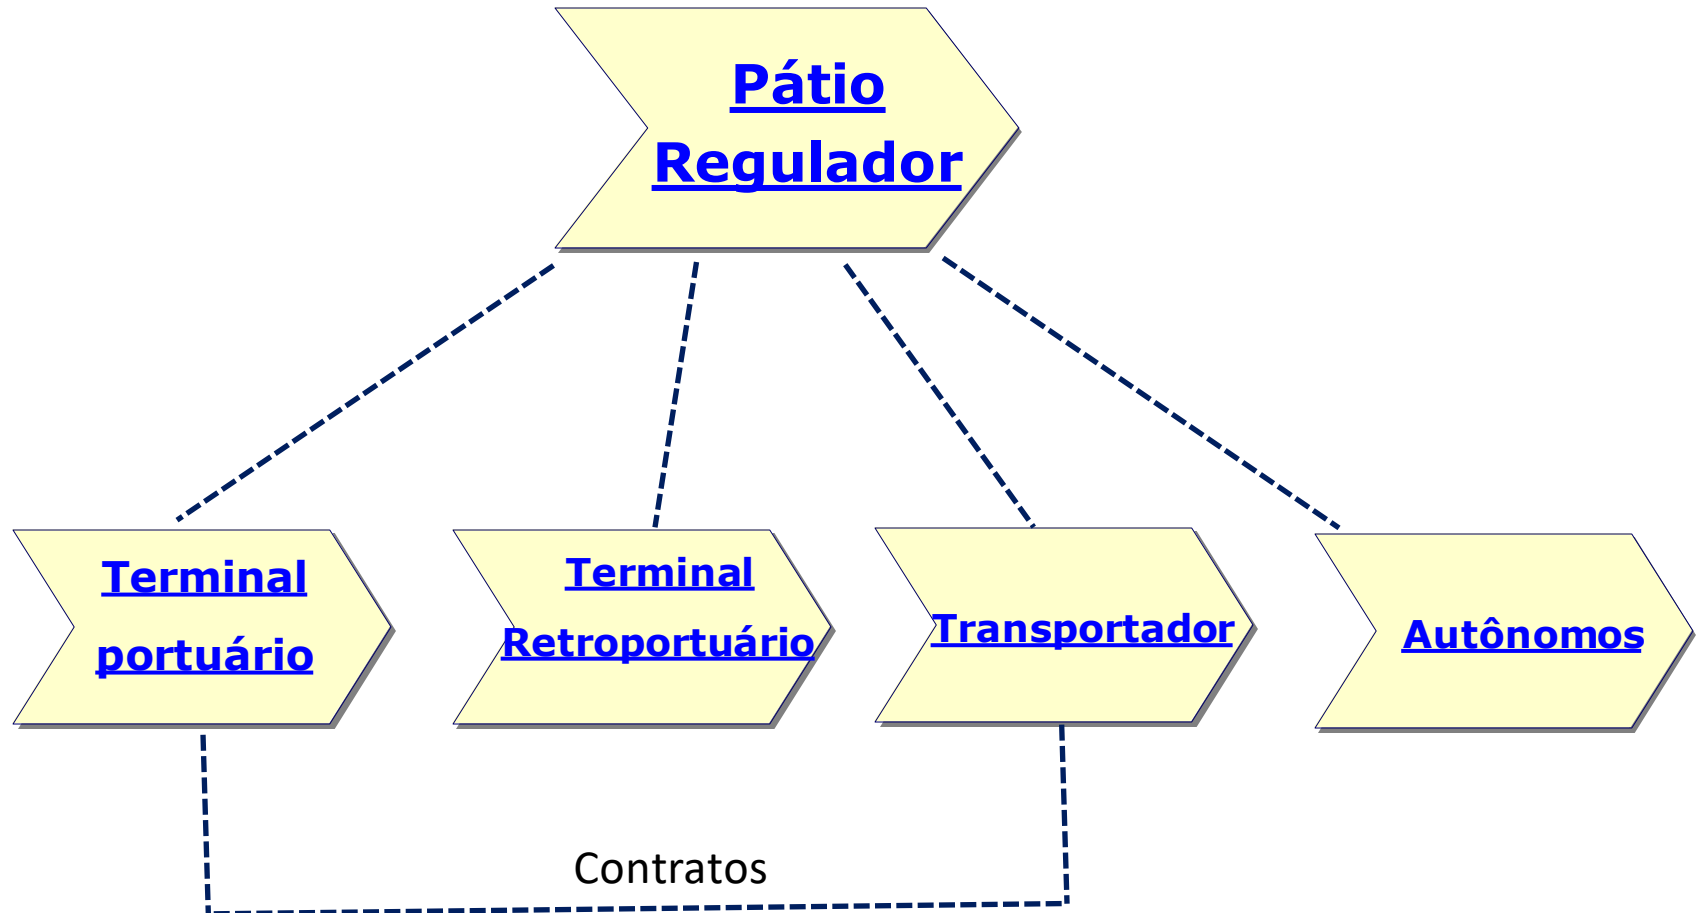 Pátio
Regulador
Terminal
portuário
Terminal
Retroportuário
Transportador
Autônomos
Contratos